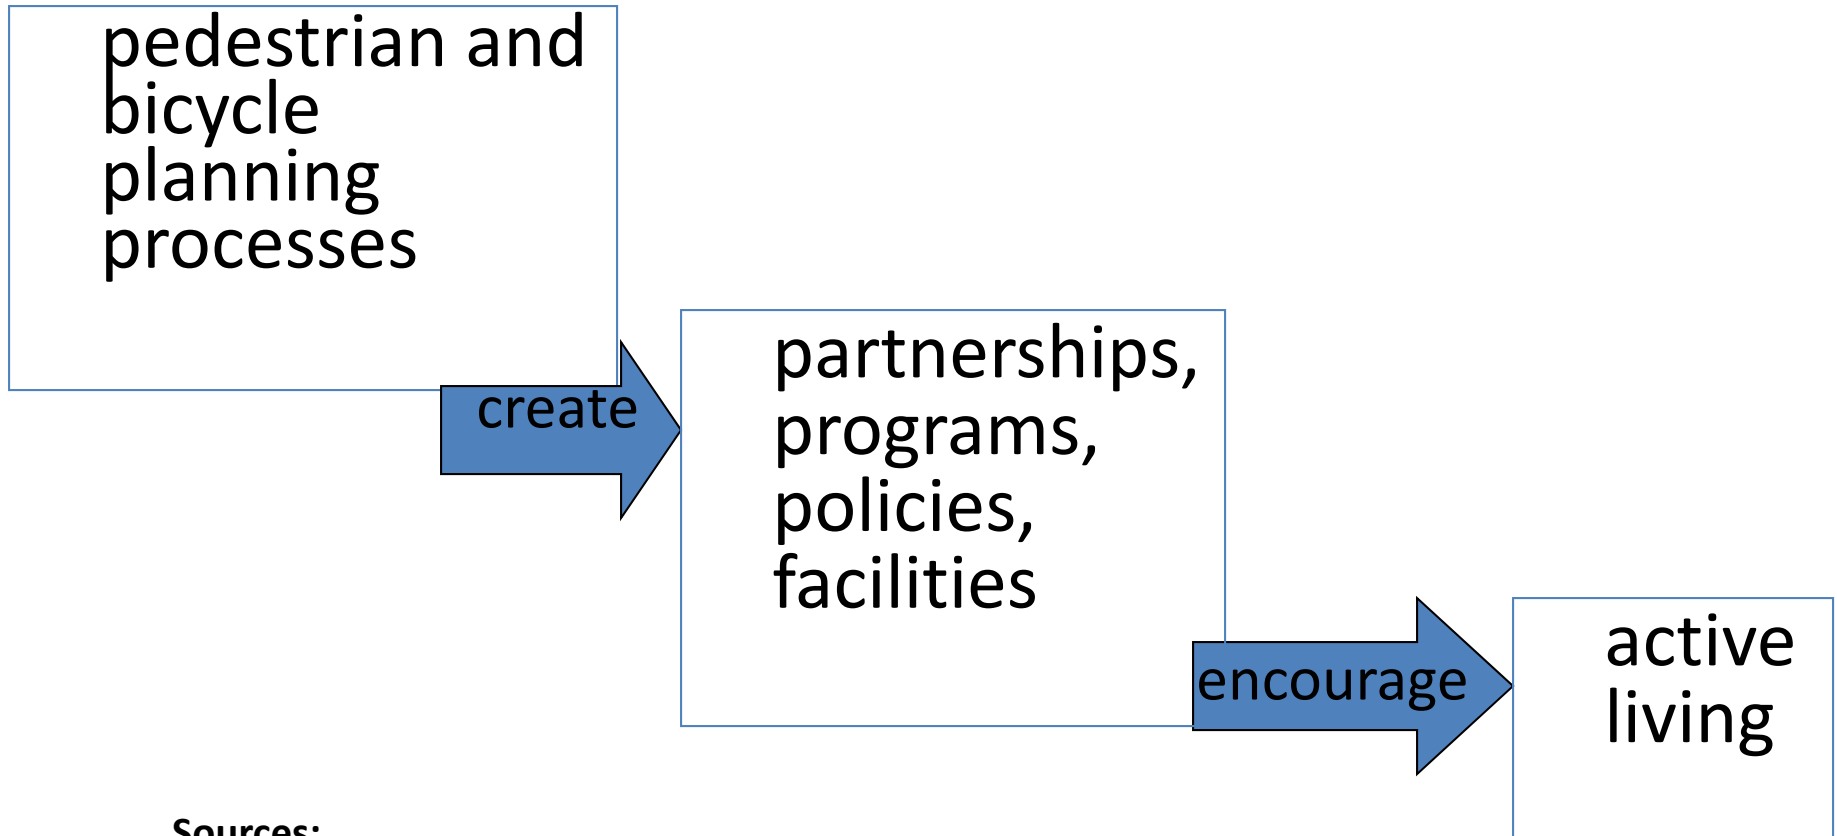 pedestrian and
bicycle
planning
processes
create
partnerships,
programs,
policies,
facilities
encourage
active
living
Sources: